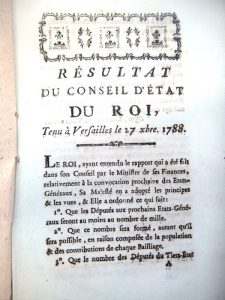 RÉSULTAT
DU CONSEIL D'ÉTAT
DU ROI,
Tenu à Versailles le 27 xbre. 1788.
LE ROI, ayant entendu le rapport qui a été fait
dans son Conseil par le Ministre de ses Finances,
relativement à la convocation prochaine des Etats-
Généraux, Sa Majesté en a adopté les principes
& les vues, & Elle a ordonné ce qui suit:
1°. Que les Députés aux prochains Etats-Géné-
raux seront au moins au nombre de mille.
2°. Que ce nombre sera formé, autant qu'il
sera possible, en raison composée de la population
& des contributions de chaque Bailliage.
3°. Que le nombre des Députés du Tiers-Etat